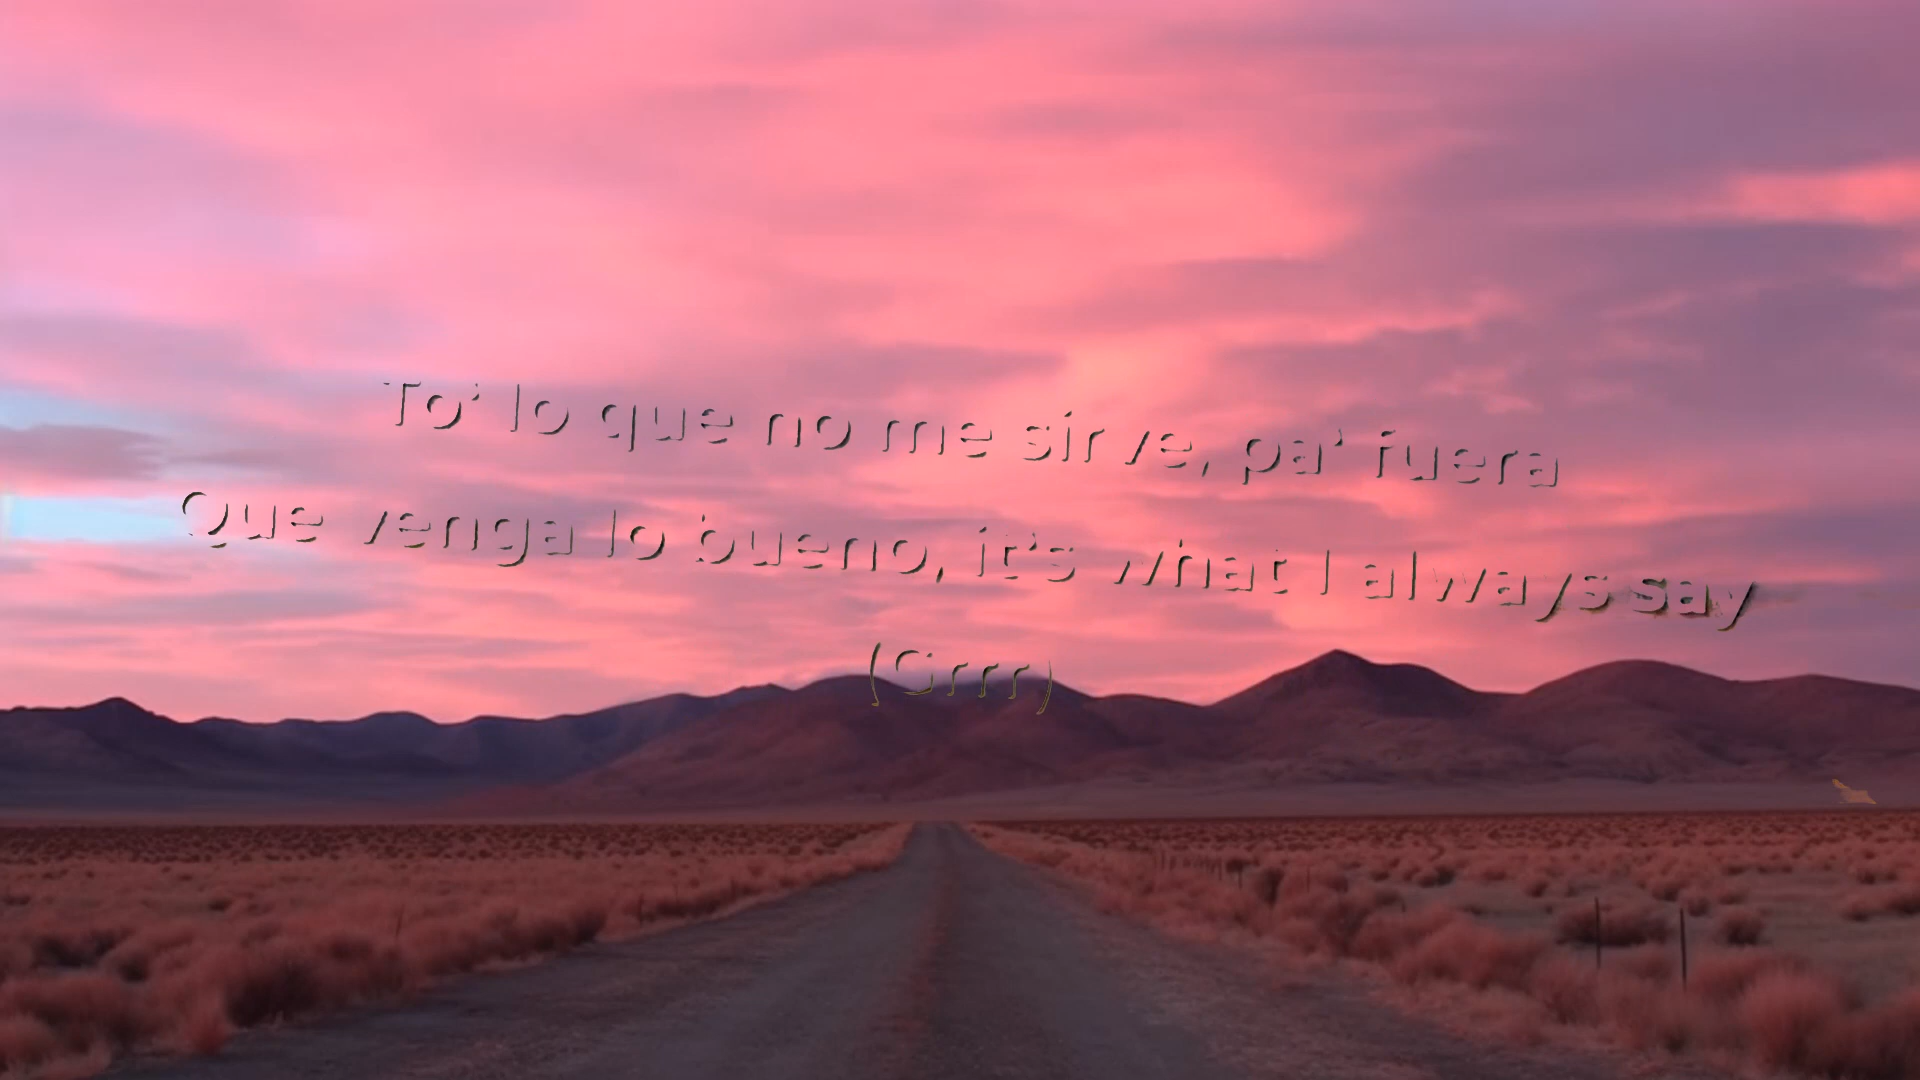 To' lo que no me sirve, pa' fuera
Que venga lo bueno, it's what I always say
(Grrr)